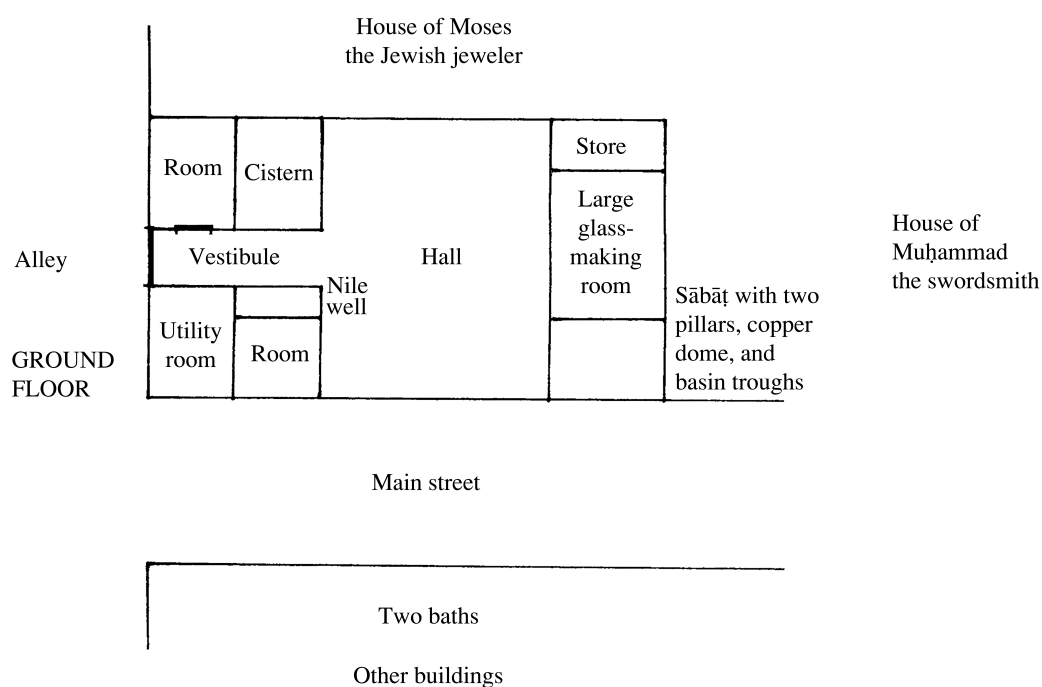 House of Moses
the Jewish jeweler
Store
Room
Cistern
Large
glass-
making
room
House of
Muḥammad
the swordsmith
Alley
Vestibule
Hall
Nile
well
Sābāṭ with two
pillars, copper
dome, and
basin troughs
Utility
room
Room
GROUND
FLOOR
Main street
Two baths
Other buildings